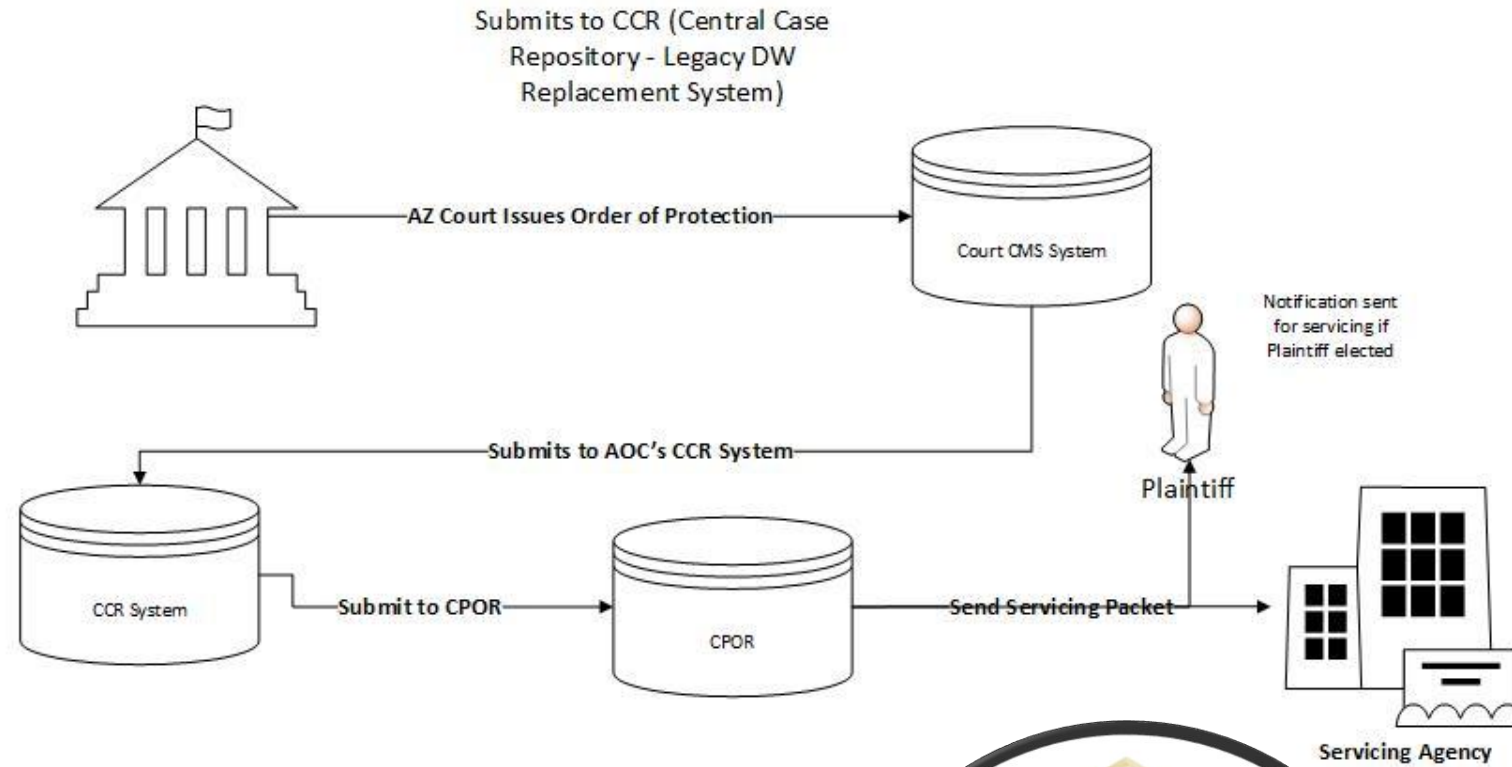 Submits to CCR (Central Case
Repository - Legacy DW
Replacement System)
AZ Court Issues Order of Protection
Court CMS System
Notification sent
for servicing if
Plaintiff elected
Submits to AOC’s CCR System
Plaintiff
CCR System
Submit to CPOR
CPOR
Send Servicing Packet
Servicing Agency